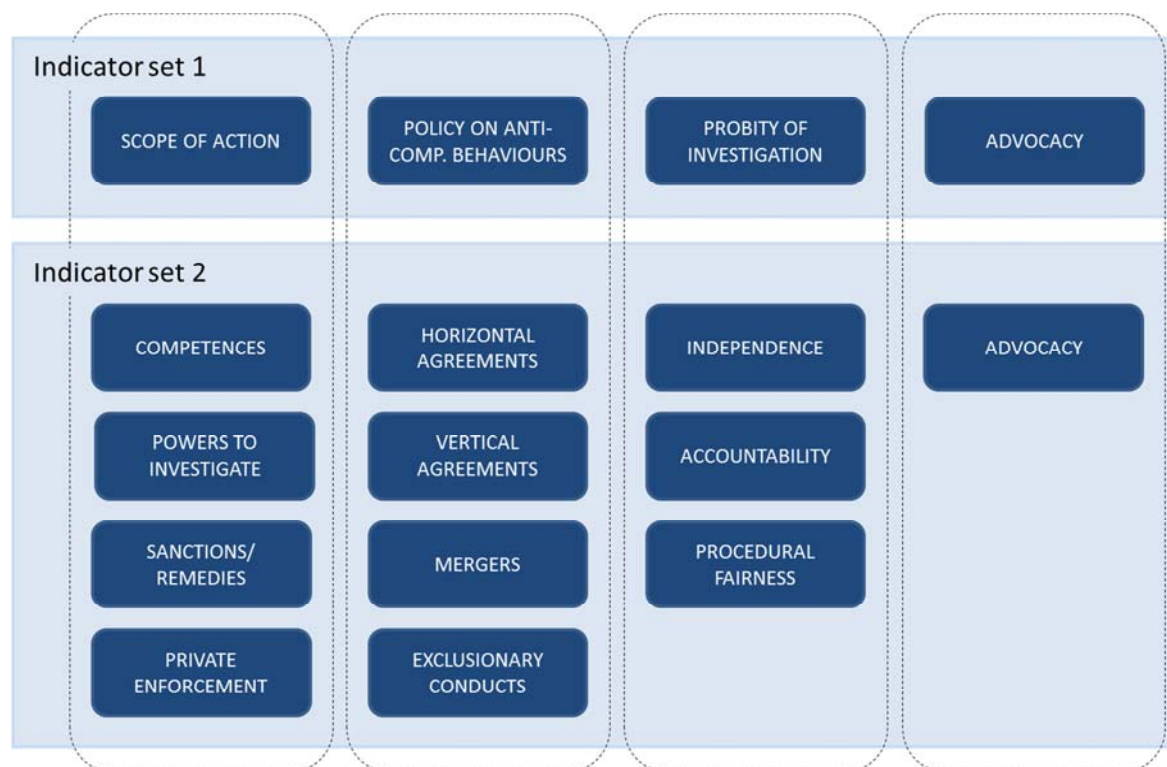 Indicator set 1
SCOPE OF ACTION
POLICY ON ANTI-
COMP. BEHAVIOURS
PROBITY OF
INVESTIGATION
ADVOCACY
Indicator set 2
COMPETENCES
HORIZONTAL
AGREEMENTS
INDEPENDENCE
ADVOCACY
POWERS TO
INVESTIGATE
VERTICAL
AGREEMENTS
ACCOUNTABILITY
SANCTIONS/
REMEDIES
MERGERS
PROCEDURAL
FAIRNESS
PRIVATE
ENFORCEMENT
EXCLUSIONARY
CONDUCTS